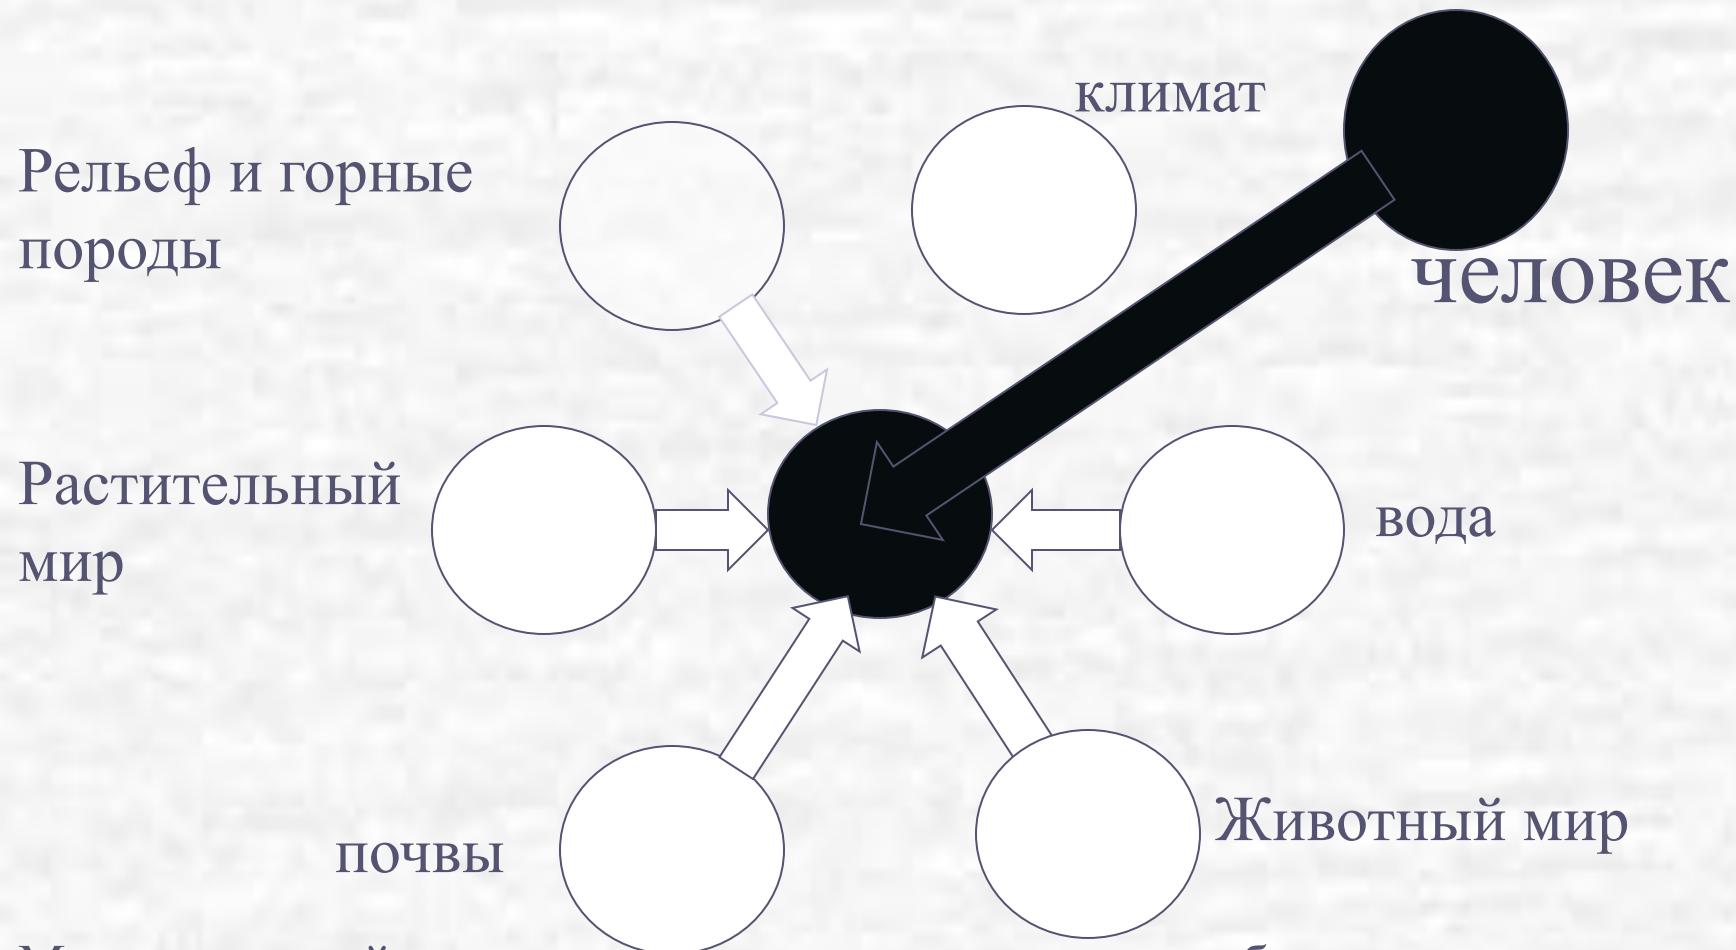 климат
Рельеф и горные
породы
человек
Растительный
мир
вода
почвы
Животный мир